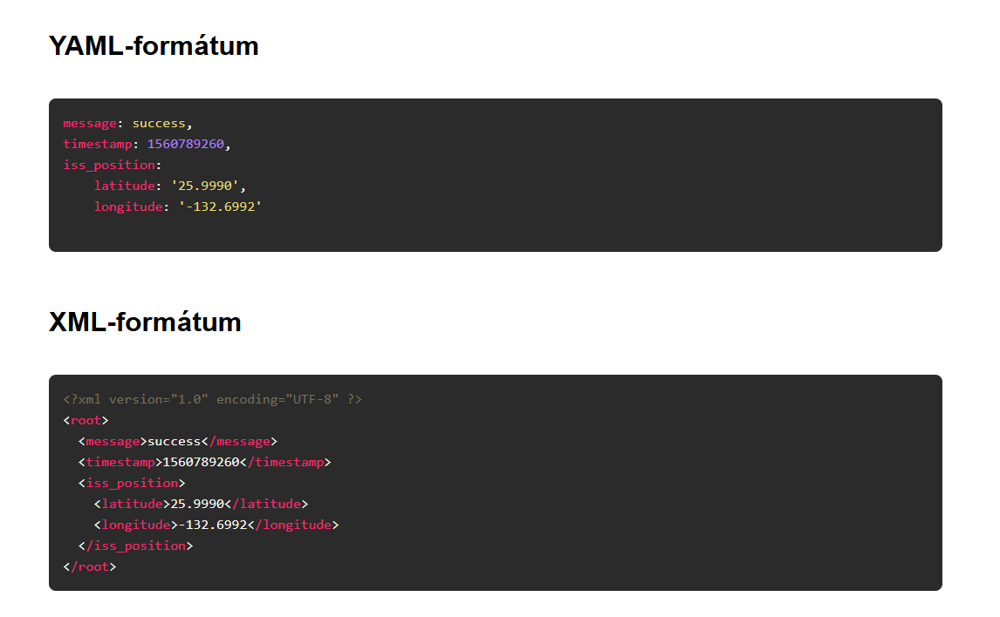 YAML-formátum
message: success,
timestamp: 1560789260,
iss_position:
    latitude: '25.9990',
    longitude: '-132.6992'
XML-formátum
<?xml version="1.0" encoding="UTF-8" ?>
<root>
  <message>success</message>
  <timestamp>1560789260</timestamp>
  <iss_position>
    <latitude>25.9990</latitude>
    <longitude>-132.6992</longitude>
  </iss_position>
</root>